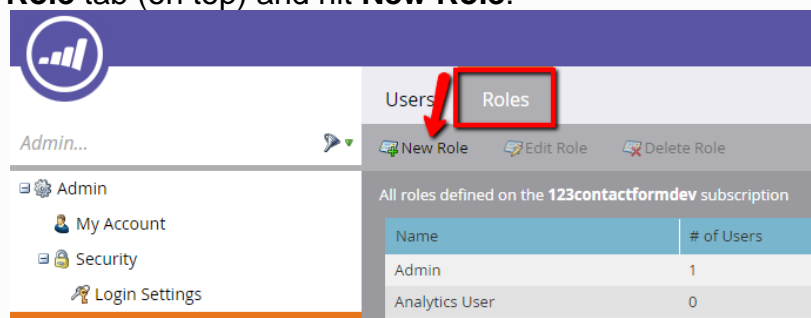 Role tab (on top) and hit New Role.
Users Roles
Admin...
New Role Edit Role Delete Role
Admin
All roles defined on the 123contactformdev subscription
My Account
Name # of Users
Security
Admin 1
Login Settings
Analytics User 0